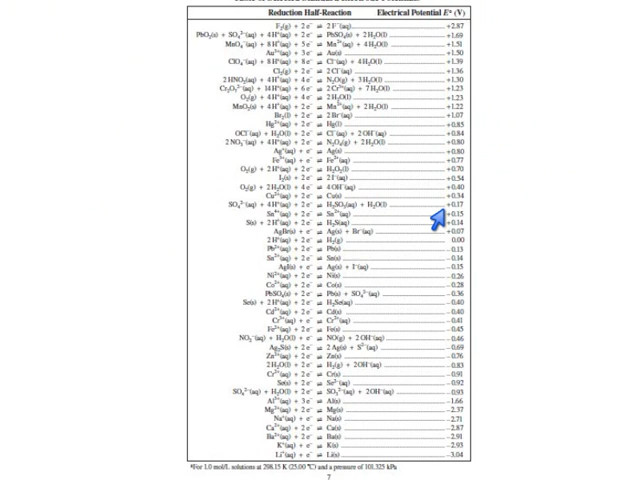 Reduction Half-Reaction Electrical Potential E° (V)
F₂(g) + 2 e⁻ ⇌ 2 F⁻(aq) +2.87
PbO₂(s) + SO₄²⁻(aq) + 4 H⁺(aq) + 2 e⁻ ⇌ PbSO₄(s) + 2 H₂O(l) +1.69
MnO₄⁻(aq) + 8 H⁺(aq) + 5 e⁻ ⇌ Mn²⁺(aq) + 4 H₂O(l) +1.51
Au³⁺(aq) + 3 e⁻ ⇌ Au(s) +1.50
ClO₄⁻(aq) + 8 H⁺(aq) + 8 e⁻ ⇌ Cl⁻(aq) + 4 H₂O(l) +1.39
Cl₂(g) + 2 e⁻ ⇌ 2 Cl⁻(aq) +1.36
2 HNO₂(aq) + 4 H⁺(aq) + 4 e⁻ ⇌ N₂O(g) + 3 H₂O(l) +1.30
Cr₂O₇²⁻(aq) + 14 H⁺(aq) + 6 e⁻ ⇌ 2 Cr³⁺(aq) + 7 H₂O(l) +1.23
O₂(g) + 4 H⁺(aq) + 4 e⁻ ⇌ 2 H₂O(l) +1.23
MnO₂(s) + 4 H⁺(aq) + 2 e⁻ ⇌ Mn²⁺(aq) + 2 H₂O(l) +1.22
Br₂(l) + 2 e⁻ ⇌ 2 Br⁻(aq) +1.07
Hg²⁺(aq) + 2 e⁻ ⇌ Hg(l) +0.85
OCl⁻(aq) + H₂O(l) + 2 e⁻ ⇌ Cl⁻(aq) + 2 OH⁻(aq) +0.84
2 NO₃⁻(aq) + 4 H⁺(aq) + 2 e⁻ ⇌ N₂O₄(g) + 2 H₂O(l) +0.80
Ag⁺(aq) + e⁻ ⇌ Ag(s) +0.80
Fe³⁺(aq) + e⁻ ⇌ Fe²⁺(aq) +0.77
O₂(g) + 2 H⁺(aq) + 2 e⁻ ⇌ H₂O₂(l) +0.70
I₂(s) + 2 e⁻ ⇌ 2 I⁻(aq) +0.54
O₂(g) + 2 H₂O(l) + 4 e⁻ ⇌ 4 OH⁻(aq) +0.40
Cu²⁺(aq) + 2 e⁻ ⇌ Cu(s) +0.34
SO₄²⁻(aq) + 4 H⁺(aq) + 2 e⁻ ⇌ H₂SO₃(aq) + H₂O(l) +0.17
Sn⁴⁺(aq) + 2 e⁻ ⇌ Sn²⁺(aq) +0.15
S(s) + 2 H⁺(aq) + 2 e⁻ ⇌ H₂S(aq) +0.14
AgBr(s) + e⁻ ⇌ Ag(s) + Br⁻(aq) +0.07
2 H⁺(aq) + 2 e⁻ ⇌ H₂(g) 0.00
Pb²⁺(aq) + 2 e⁻ ⇌ Pb(s) −0.13
Sn²⁺(aq) + 2 e⁻ ⇌ Sn(s) −0.14
AgI(s) + e⁻ ⇌ Ag(s) + I⁻(aq) −0.15
Ni²⁺(aq) + 2 e⁻ ⇌ Ni(s) −0.26
Co²⁺(aq) + 2 e⁻ ⇌ Co(s) −0.28
PbSO₄(s) + 2 e⁻ ⇌ Pb(s) + SO₄²⁻(aq) −0.36
Se(s) + 2 H⁺(aq) + 2 e⁻ ⇌ H₂Se(aq) −0.40
Cd²⁺(aq) + 2 e⁻ ⇌ Cd(s) −0.40
Cr³⁺(aq) + e⁻ ⇌ Cr²⁺(aq) −0.41
Fe²⁺(aq) + 2 e⁻ ⇌ Fe(s) −0.45
NO₂⁻(aq) + H₂O(l) + e⁻ ⇌ NO(g) + 2 OH⁻(aq) −0.46
Ag₂S(s) + 2 e⁻ ⇌ 2 Ag(s) + S²⁻(aq) −0.69
Zn²⁺(aq) + 2 e⁻ ⇌ Zn(s) −0.76
2 H₂O(l) + 2 e⁻ ⇌ H₂(g) + 2 OH⁻(aq) −0.83
Cr²⁺(aq) + 2 e⁻ ⇌ Cr(s) −0.91
Se(s) + 2 e⁻ ⇌ Se²⁻(aq) −0.92
SO₄²⁻(aq) + H₂O(l) + 2 e⁻ ⇌ SO₃²⁻(aq) + 2 OH⁻(aq) −0.93
Al³⁺(aq) + 3 e⁻ ⇌ Al(s) −1.66
Mg²⁺(aq) + 2 e⁻ ⇌ Mg(s) −2.37
Na⁺(aq) + e⁻ ⇌ Na(s) −2.71
Ca²⁺(aq) + 2 e⁻ ⇌ Ca(s) −2.87
Ba²⁺(aq) + 2 e⁻ ⇌ Ba(s) −2.91
K⁺(aq) + e⁻ ⇌ K(s) −2.93
Li⁺(aq) + e⁻ ⇌ Li(s) −3.04
*For 1.0 mol/L solutions at 298.15 K (25.00 °C) and a pressure of 101.325 kPa
7